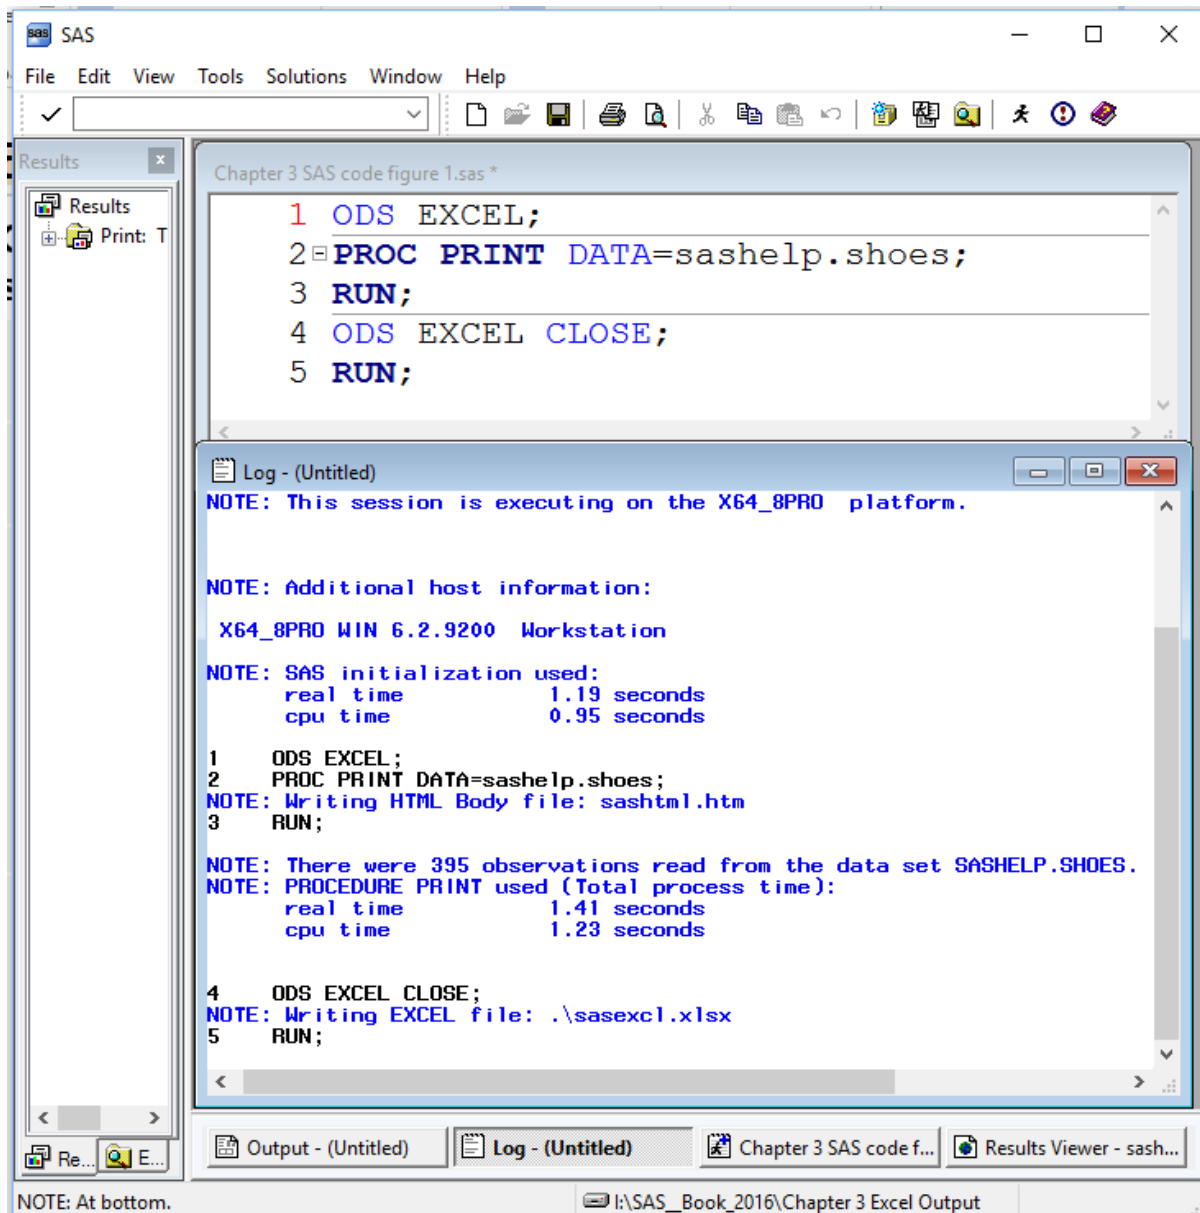 SAS
File Edit View Tools Solutions Window Help
Results
Results
Print: T
Chapter 3 SAS code figure 1.sas *
1 ODS EXCEL;
2 PROC PRINT DATA=sashelp.shoes;
3 RUN;
4 ODS EXCEL CLOSE;
5 RUN;
Log - (Untitled)
NOTE: This session is executing on the X64_8PRO platform.
NOTE: Additional host information:
X64_8PRO WIN 6.2.9200 Workstation
NOTE: SAS initialization used:
real time 1.19 seconds
cpu time 0.95 seconds
1 ODS EXCEL;
2 PROC PRINT DATA=sashelp.shoes;
NOTE: Writing HTML Body file: sashtml.htm
3 RUN;
NOTE: There were 395 observations read from the data set SASHELP.SHOES.
NOTE: PROCEDURE PRINT used (Total process time):
real time 1.41 seconds
cpu time 1.23 seconds
4 ODS EXCEL CLOSE;
NOTE: Writing EXCEL file: .\sasexcl.xlsx
5 RUN;
Re... E...
Output - (Untitled) Log - (Untitled) Chapter 3 SAS code f... Results Viewer - sash...
NOTE: At bottom. I:\SAS__Book_2016\Chapter 3 Excel Output